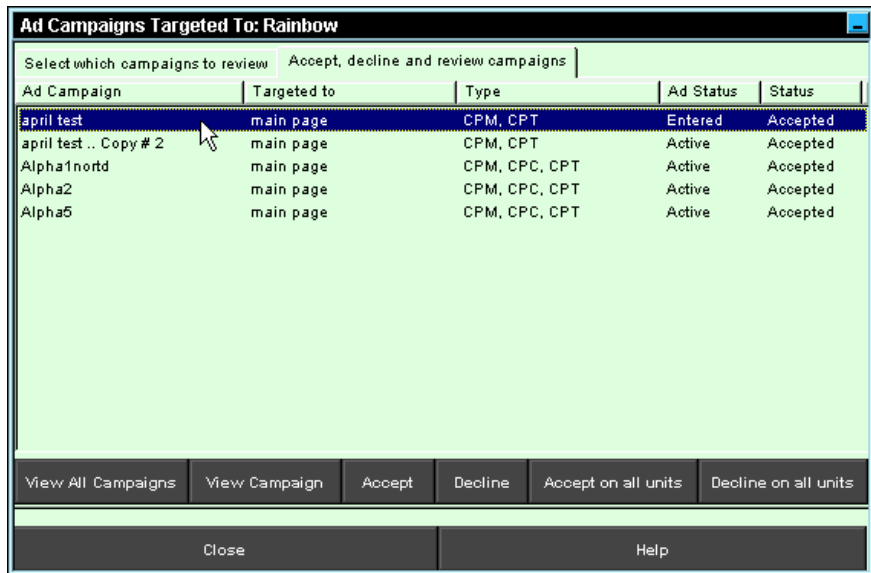 Ad Campaigns Targeted To: Rainbow
Select which campaigns to review Accept, decline and review campaigns
Ad Campaign Targeted to Type Ad Status Status
april test main page CPM, CPT Entered Accepted
april test .. Copy # 2 main page CPM, CPT Active Accepted
Alpha1nortd main page CPM, CPC, CPT Active Accepted
Alpha2 main page CPM, CPC, CPT Active Accepted
Alpha5 main page CPM, CPC, CPT Active Accepted
View All Campaigns View Campaign Accept Decline Accept on all units Decline on all units
Close Help